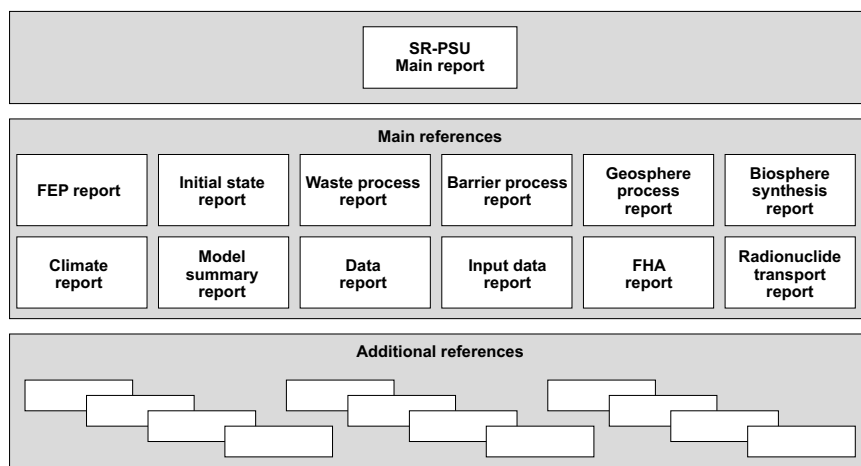 SR-PSU
Main report
Main references
FEP report
Initial state
report
Waste process
report
Barrier process
report
Geosphere
process
report
Biosphere
synthesis
report
Climate
report
Model
summary
report
Data
report
Input data
report
FHA
report
Radionuclide
transport
report
Additional references